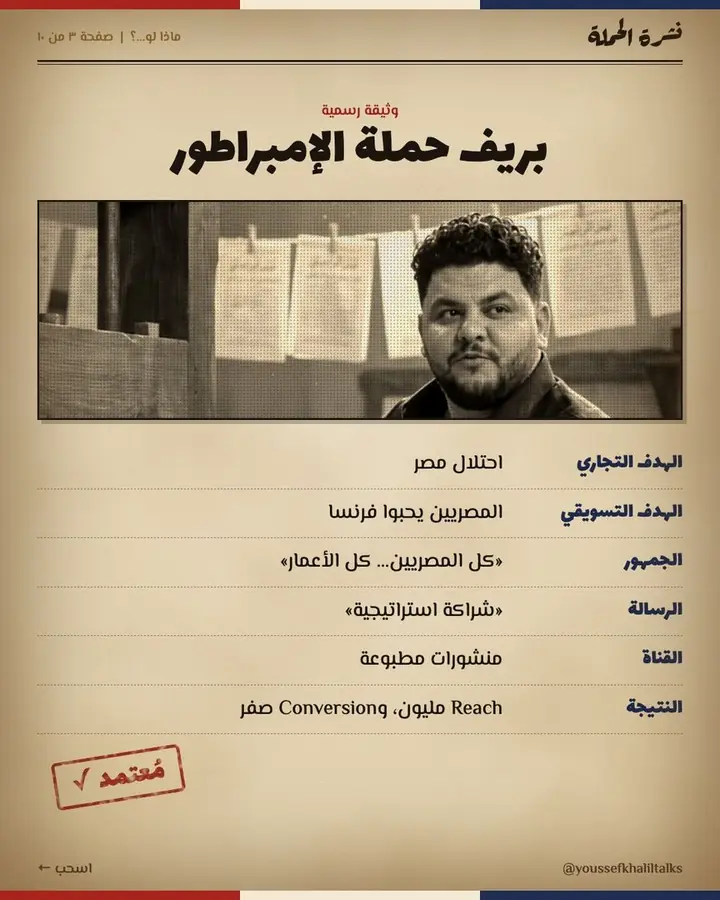 نشرة الحملة
ماذا لو...؟ | صفحة ٣ من ١٠
وثيقة رسمية
بريف حملة الإمبراطور
الهدف التجاري احتلال مصر
الهدف التسويقي المصريين يحبوا فرنسا
الجمهور «كل المصريين... كل الأعمار»
الرسالة «شراكة استراتيجية»
القناة منشورات مطبوعة
النتيجة Reach مليون، وConversion صفر
مُعتمد ✓
@youssefkhaliltalks
اسحب ←